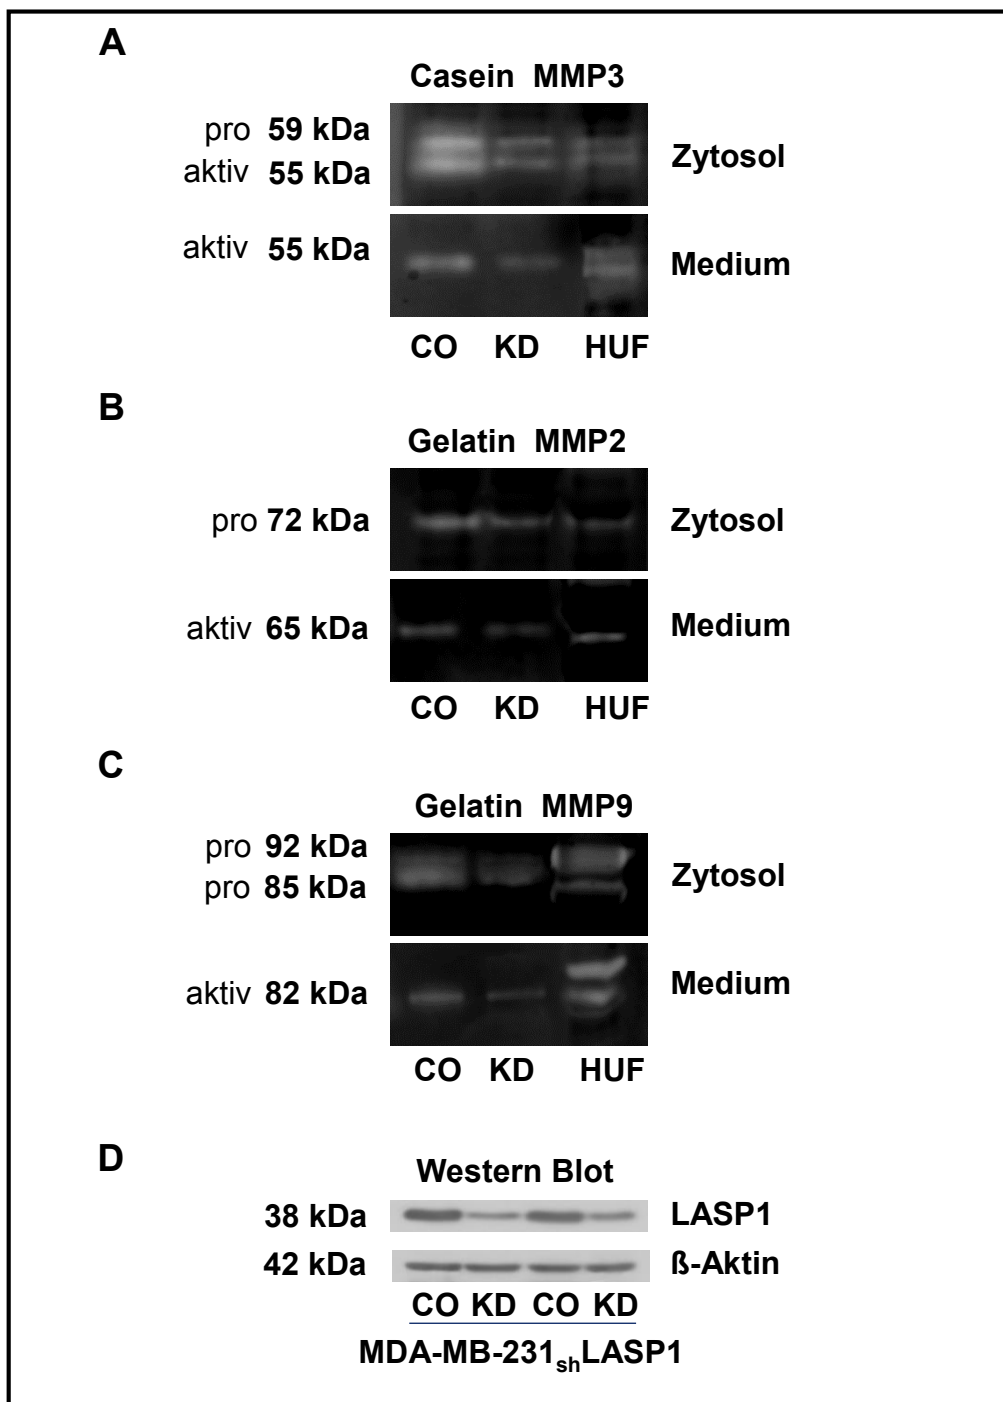 A
Casein MMP3
pro 59 kDa
aktiv 55 kDa
Zytosol
aktiv 55 kDa
Medium
CO KD HUF
B
Gelatin MMP2
pro 72 kDa
Zytosol
aktiv 65 kDa
Medium
CO KD HUF
C
Gelatin MMP9
pro 92 kDa
pro 85 kDa
Zytosol
aktiv 82 kDa
Medium
CO KD HUF
D
Western Blot
38 kDa LASP1
42 kDa ß-Aktin
CO KD CO KD
MDA-MB-231shLASP1